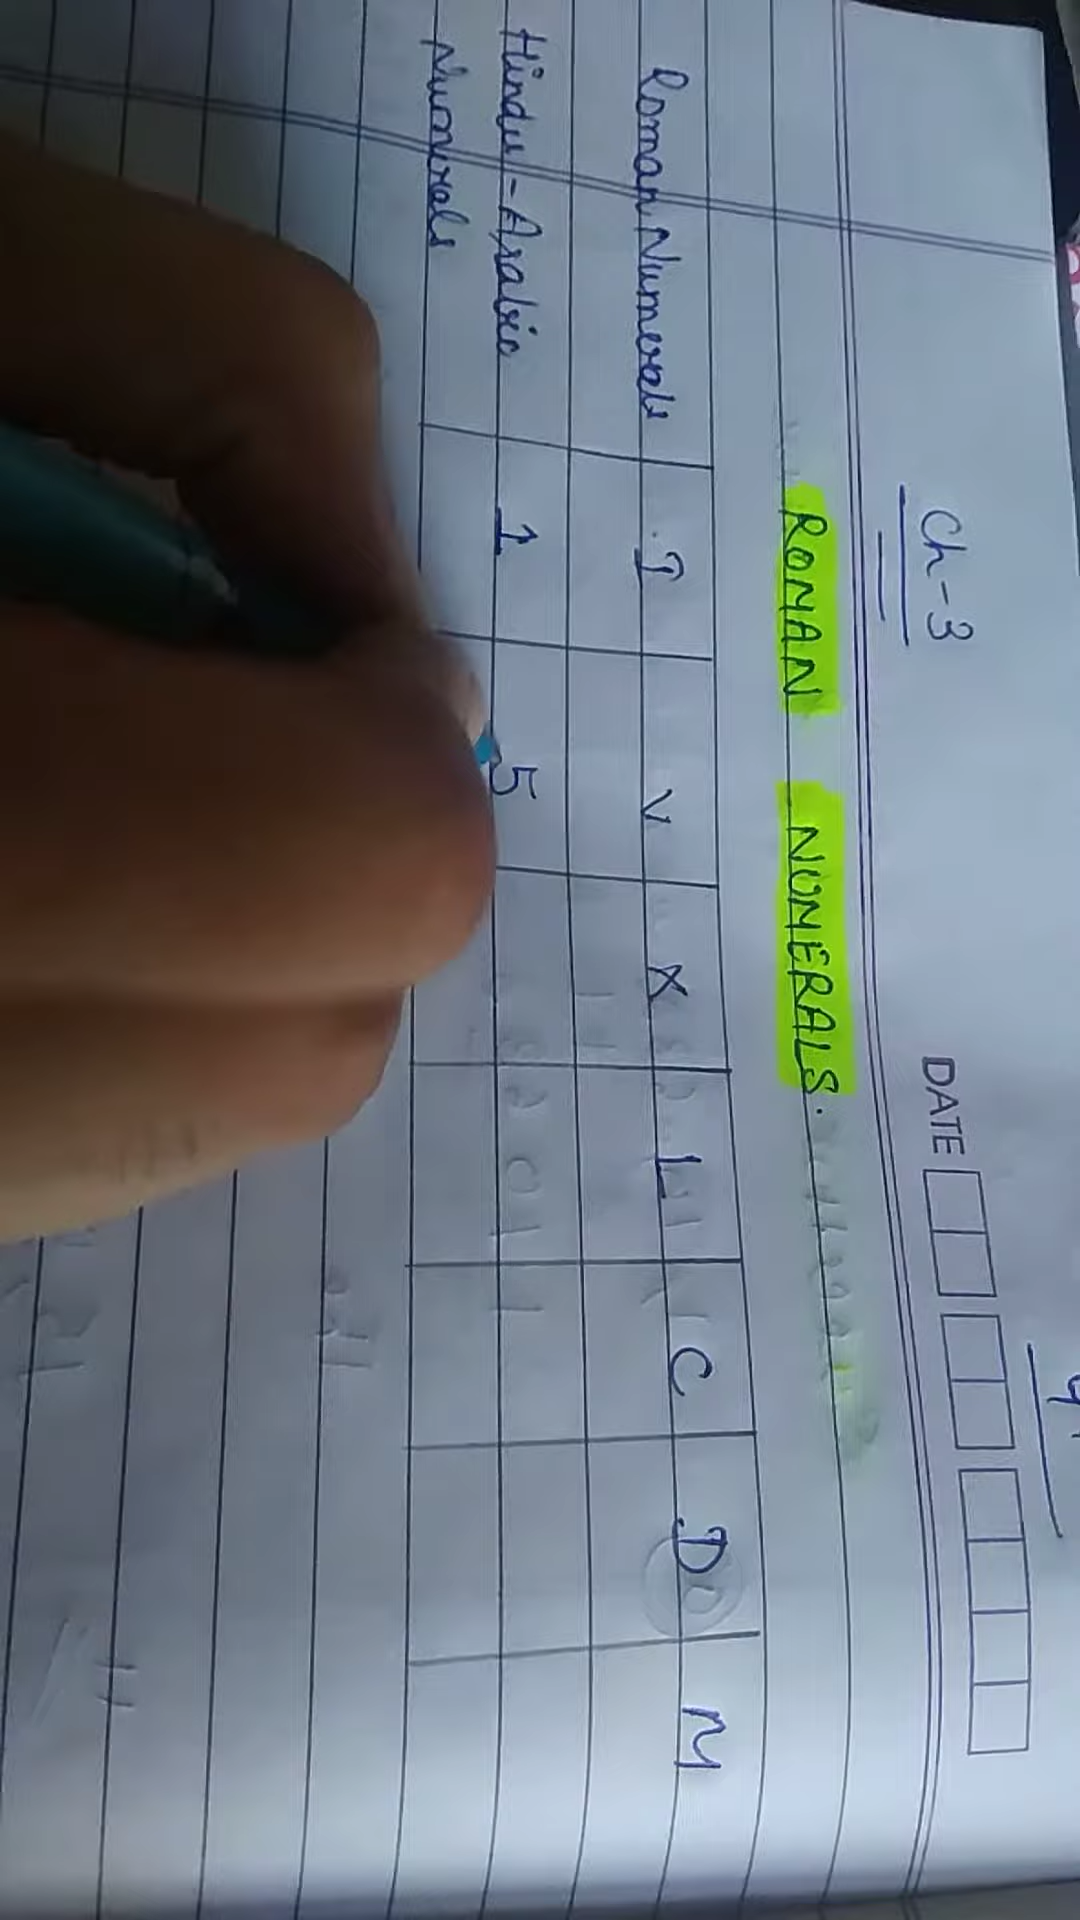 DATE
Ch-3
ROMAN NUMERALS.
Roman Numerals I V X L C D M
Hindu-Arabic 1 5
Numerals